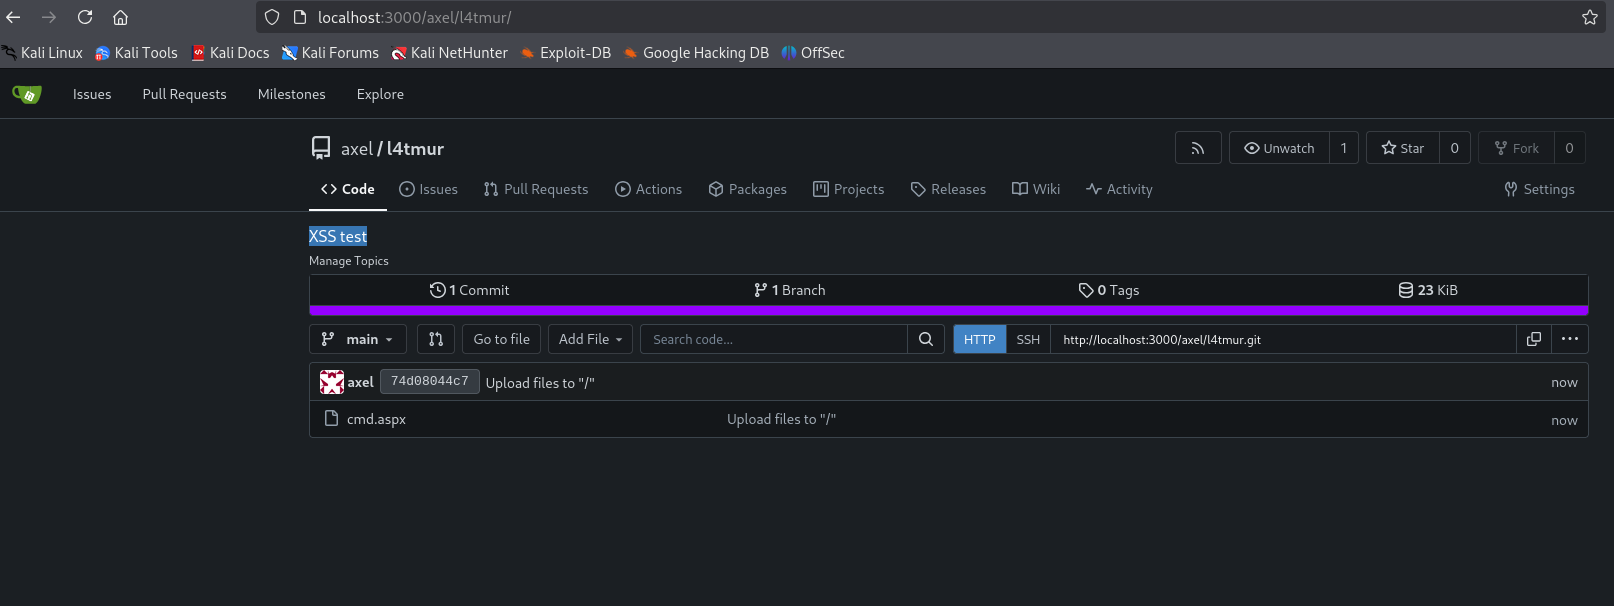 localhost:3000/axel/l4tmur/
Kali Linux Kali Tools Kali Docs Kali Forums Kali NetHunter Exploit-DB Google Hacking DB OffSec
Issues Pull Requests Milestones Explore
axel / l4tmur Unwatch 1 Star 0 Fork 0
Code Issues Pull Requests Actions Packages Projects Releases Wiki Activity Settings
XSS test
Manage Topics
1 Commit 1 Branch 0 Tags 23 KiB
main Go to file Add File Search code... HTTP SSH http://localhost:3000/axel/l4tmur.git
axel 74d08044c7 Upload files to "/" now
cmd.aspx Upload files to "/" now